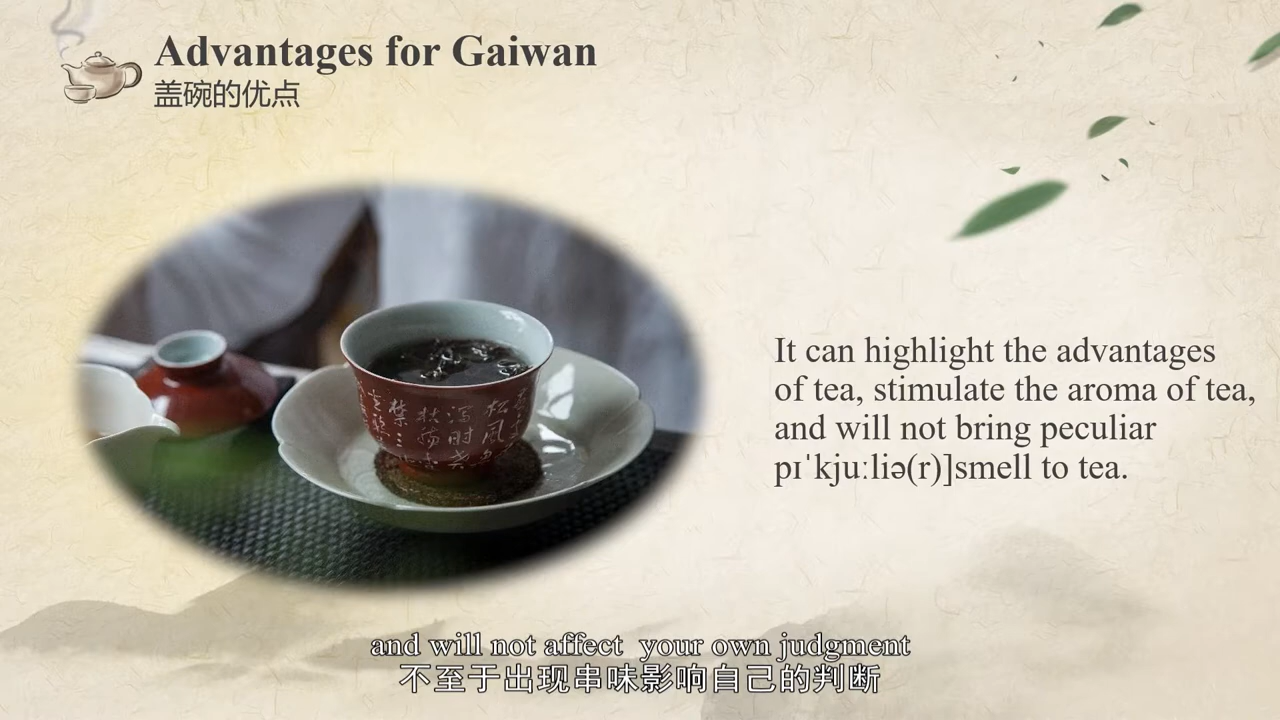 Advantages for Gaiwan
盖碗的优点
It can highlight the advantages
of tea, stimulate the aroma of tea,
and will not bring peculiar
pɪˈkjuːliə(r)]smell to tea.
and will not affect your own judgment
不至于出现串味影响自己的判断